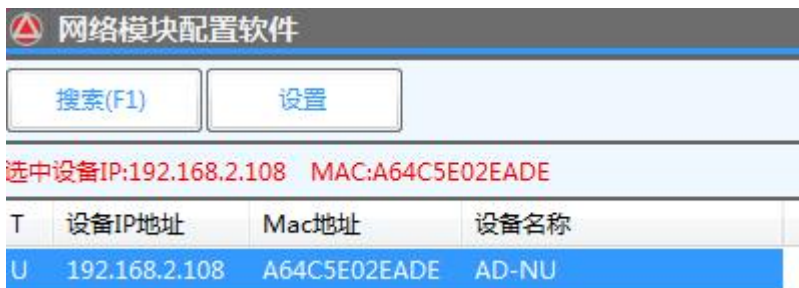 网络模块配置软件
搜索(F1) 设置
选中设备IP:192.168.2.108 MAC:A64C5E02EADE
T 设备IP地址 Mac地址 设备名称
U 192.168.2.108 A64C5E02EADE AD-NU